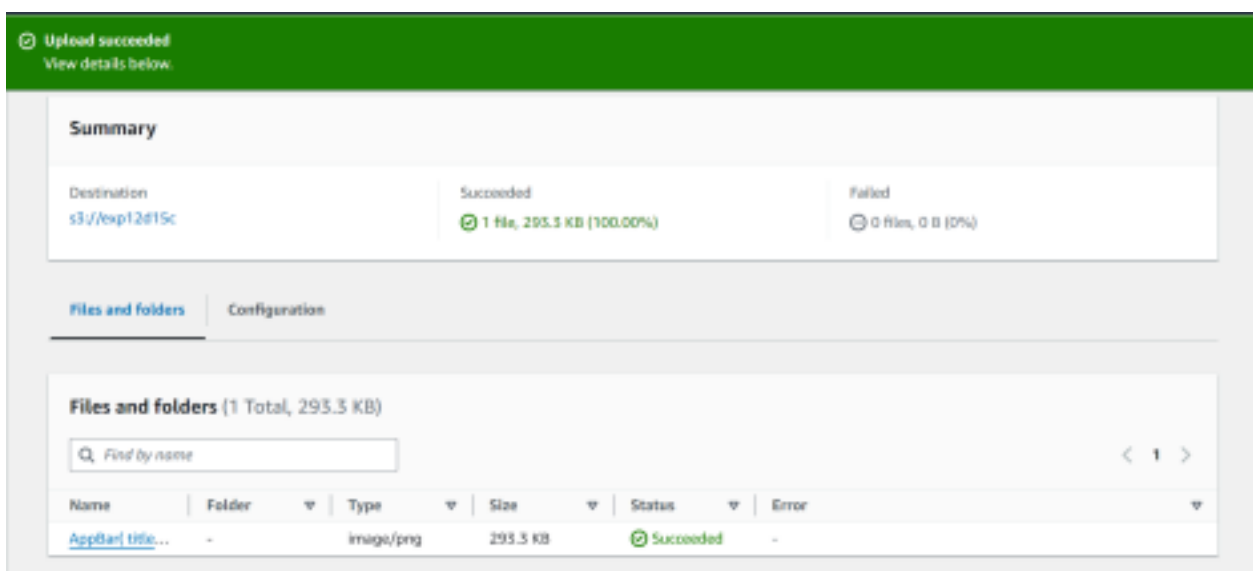 Upload succeeded
View details below.
Summary
Destination
Succeeded
Failed
s3://exp12d15c
1 file, 293.3 KB (100.00%)
0 files, 0 B (0%)
Files and folders
Configuration
Files and folders (1 Total, 293.3 KB)
Find by name
1
Name Folder Type Size Status Error
AppBar( title... - image/png 293.3 KB Succeeded -